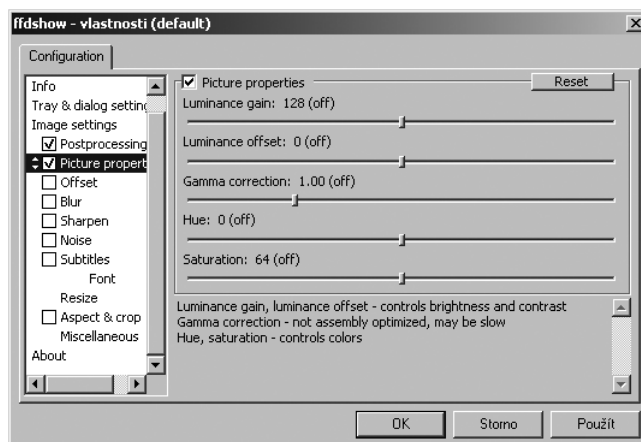 ffdshow - vlastnosti (default)
Configuration
Info
Tray & dialog setting
Image settings
Postprocessing
Picture propert
Offset
Blur
Sharpen
Noise
Subtitles
Font
Resize
Aspect & crop
Miscellaneous
About
Picture properties
Reset
Luminance gain: 128 (off)
Luminance offset: 0 (off)
Gamma correction: 1.00 (off)
Hue: 0 (off)
Saturation: 64 (off)
Luminance gain, luminance offset - controls brightness and contrast
Gamma correction - not assembly optimized, may be slow
Hue, saturation - controls colors
OK
Storno
Použít